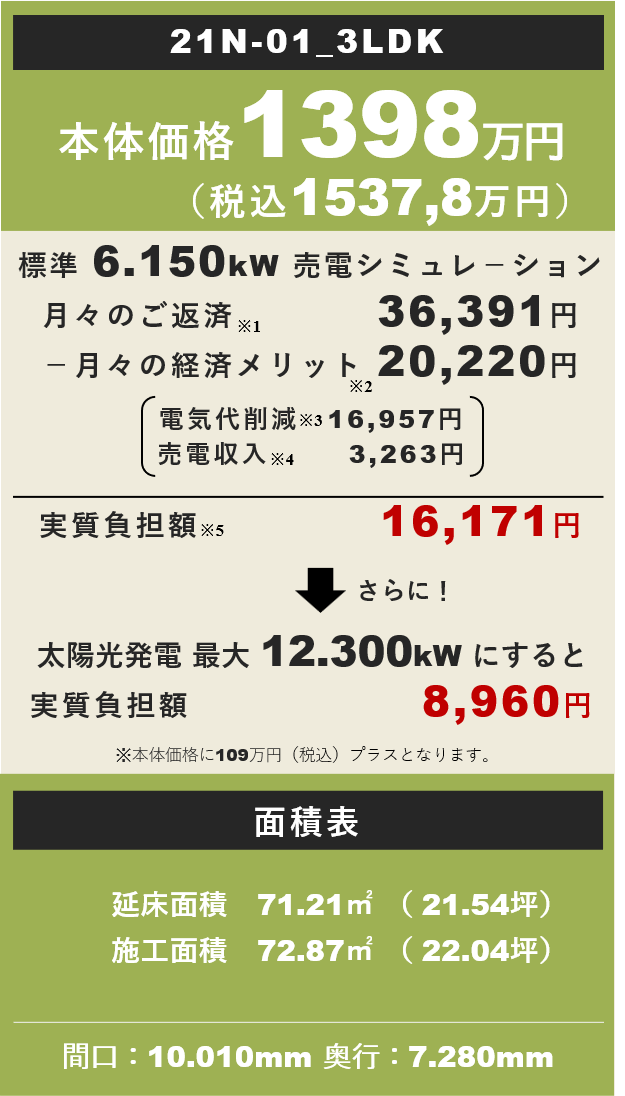 21N-01_3LDK
本体価格1398万円
（税込1537,8万円）
標準 6.150kW 売電シミュレーション
月々のご返済※1 36,391円
－月々の経済メリット※2 20,220円
電気代削減※3 16,957円
売電収入※4 3,263円
実質負担額※5 16,171円
さらに！
太陽光発電 最大 12.300kW にすると
実質負担額 8,960円
※本体価格に109万円（税込）プラスとなります。
面積表
延床面積 71.21㎡（21.54坪）
施工面積 72.87㎡（22.04坪）
間口：10.010mm 奥行：7.280mm